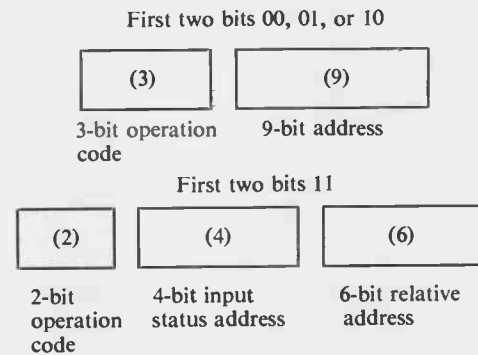 First two bits 00, 01, or 10
(3) (9)
3-bit operation code 9-bit address
First two bits 11
(2) (4) (6)
2-bit operation code 4-bit input status address 6-bit relative address